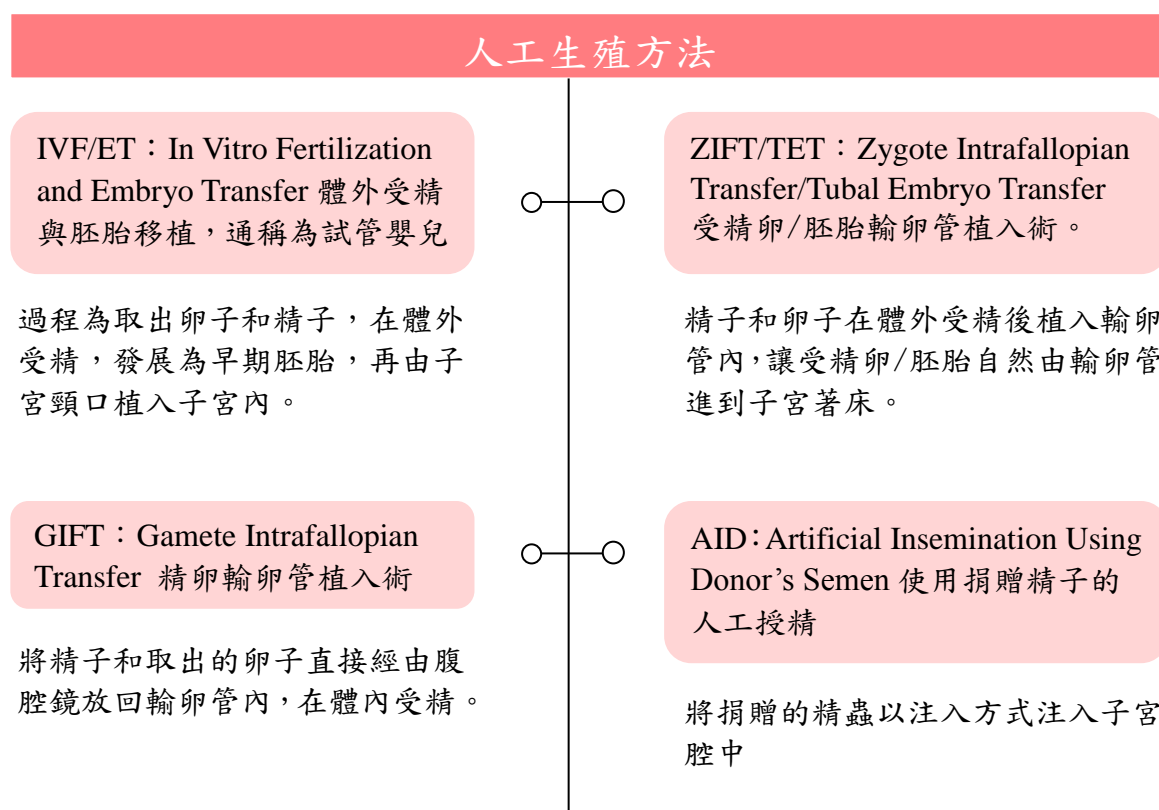 人工生殖方法
IVF/ET：In Vitro Fertilization
and Embryo Transfer 體外受精
與胚胎移植，通稱為試管嬰兒
過程為取出卵子和精子，在體外
受精，發展為早期胚胎，再由子
宮頸口植入子宮內。
ZIFT/TET：Zygote Intrafallopian
Transfer/Tubal Embryo Transfer
受精卵/胚胎輸卵管植入術。
精子和卵子在體外受精後植入輸卵
管內，讓受精卵/胚胎自然由輸卵管
進到子宮著床。
GIFT：Gamete Intrafallopian
Transfer 精卵輸卵管植入術
將精子和取出的卵子直接經由腹
腔鏡放回輸卵管內，在體內受精。
AID：Artificial Insemination Using
Donor’s Semen 使用捐贈精子的
人工授精
將捐贈的精蟲以注入方式注入子宮
腔中